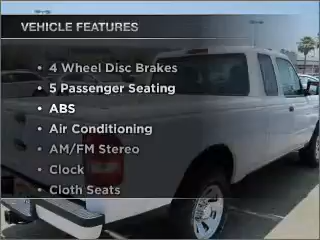 VEHICLE FEATURES
• 4 Wheel Disc Brakes
• 5 Passenger Seating
• ABS
• Air Conditioning
• AM/FM Stereo
• Clock
• Cloth Seats